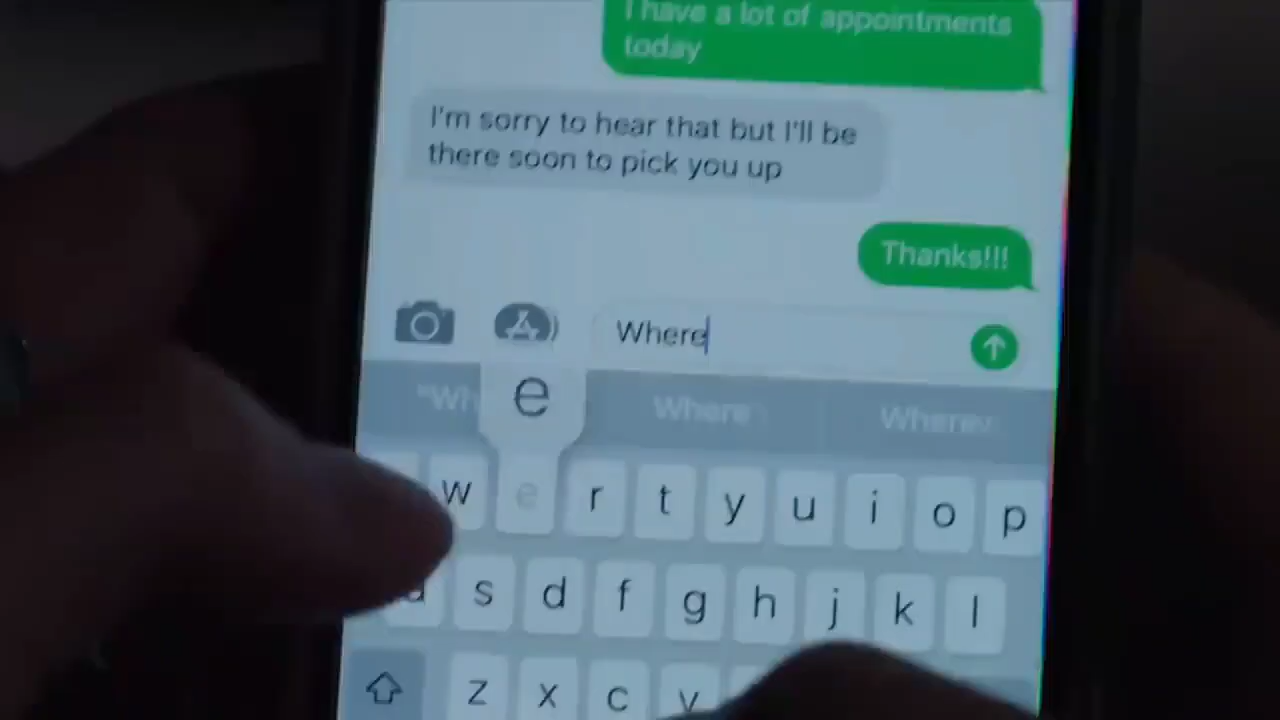 I have a lot of appointments
today
I'm sorry to hear that but I'll be
there soon to pick you up
Thanks!!!
Where
e
Where
w e r t y u i o p
a s d f g h j k l
z x c v